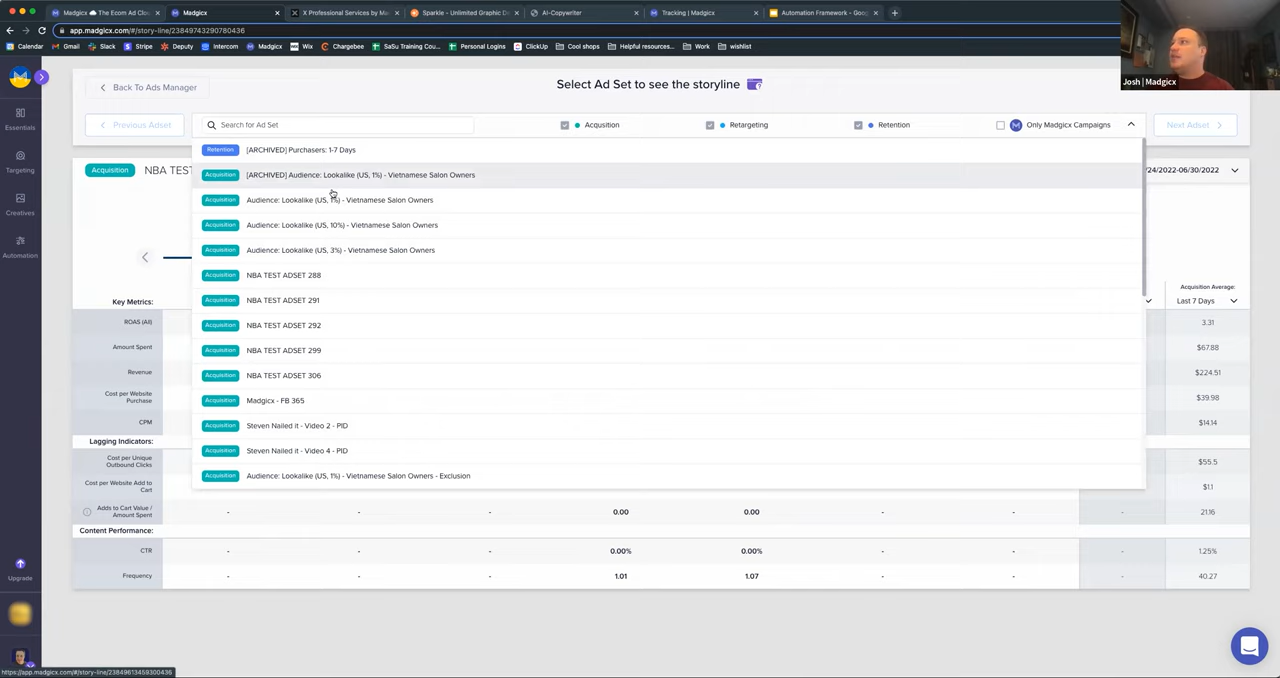 Madgicx ☁ The Ecom Ad Clo
Madgicx
X Professional Services by Ma
Sparkle - Unlimited Graphic D
AI-Copywriter
Tracking | Madgicx
Automation Framework - Goo
app.madgicx.com/#/story-line/23849743290780436
Calendar
Gmail
Slack
Stripe
Deputy
Intercom
Madgicx
Wix
Chargebee
SaSu Training Cou...
Personal Logins
ClickUp
Cool shops
Helpful resources...
Work
wishlist
Josh | Madgicx
Back To Ads Manager
Select Ad Set to see the storyline
Previous Adset
Search for Ad Set
Acqusition
Retargeting
Retention
Only Madgicx Campaigns
Next Adset
Essentials
Targeting
Creatives
Automation
Upgrade
Acquisition
NBA TEST
/24/2022-06/30/2022
Retention [ARCHIVED] Purchasers: 1-7 Days
Acquisition [ARCHIVED] Audience: Lookalike (US, 1%) - Vietnamese Salon Owners
Acquisition Audience: Lookalike (US, 1%) - Vietnamese Salon Owners
Acquisition Audience: Lookalike (US, 10%) - Vietnamese Salon Owners
Acquisition Audience: Lookalike (US, 3%) - Vietnamese Salon Owners
Acquisition NBA TEST ADSET 288
Acquisition NBA TEST ADSET 291
Acquisition NBA TEST ADSET 292
Acquisition NBA TEST ADSET 299
Acquisition NBA TEST ADSET 306
Acquisition Madgicx - FB 365
Acquisition Steven Nailed it - Video 2 - PID
Acquisition Steven Nailed it - Video 4 - PID
Acquisition Audience: Lookalike (US, 1%) - Vietnamese Salon Owners - Exclusion
Acquisition Average:
Key Metrics:
Last 7 Days
ROAS (All) 3.31
Amount Spent $67.88
Revenue $224.51
Cost per Website
Purchase $39.98
CPM $14.14
Lagging Indicators:
Cost per Unique
Outbound Clicks $55.5
Cost per Website Add to
Cart $1.1
Adds to Cart Value /
Amount Spent - - - 0.00 0.00 - - - 21.16
Content Performance:
CTR - - - 0.00% 0.00% - - - 1.25%
Frequency - - - 1.01 1.07 - - - 40.27
https://app.madgicx.com/#/story-line/23849613459300436